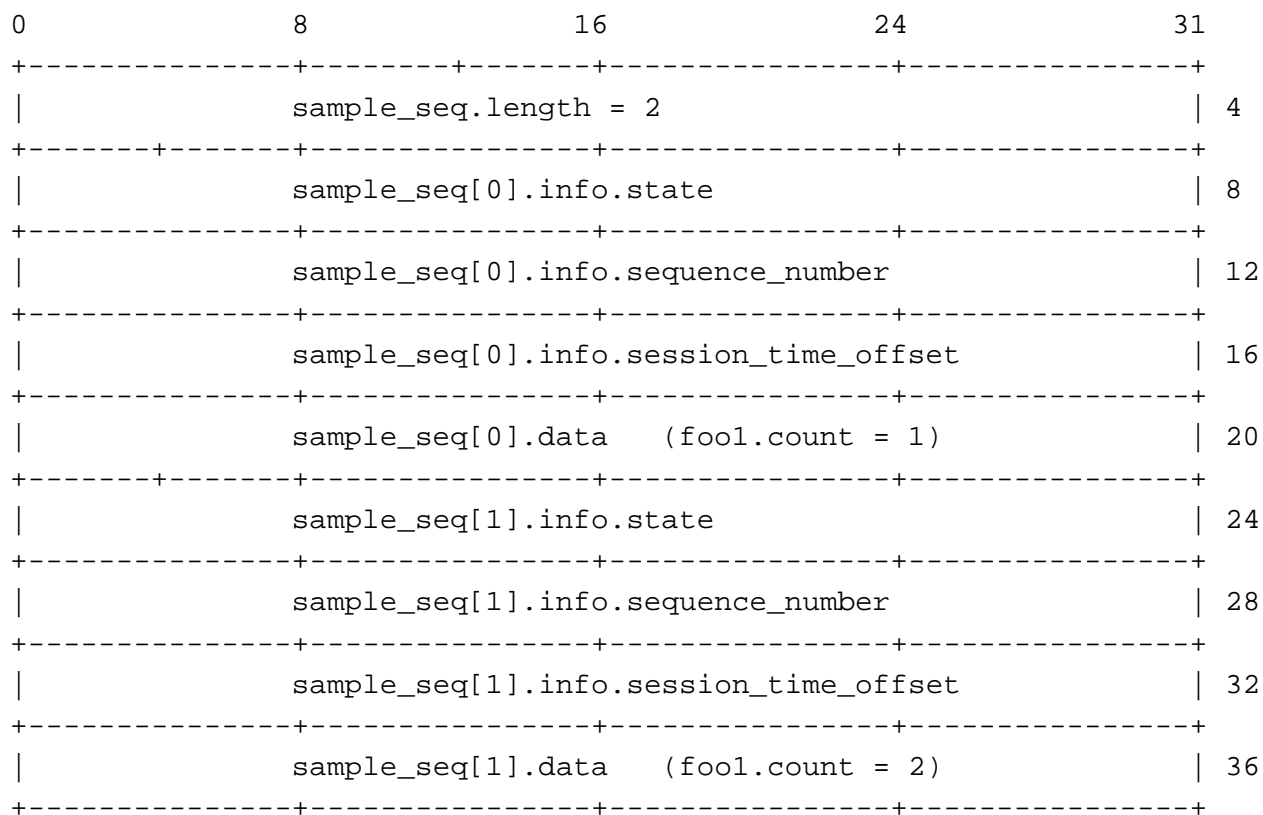 0 8 16 24 31
+---------------+--------+-------+----------------+----------------+
| sample_seq.length = 2 | 4
+-------+-------+----------------+----------------+----------------+
| sample_seq[0].info.state | 8
+---------------+----------------+----------------+----------------+
| sample_seq[0].info.sequence_number | 12
+---------------+----------------+----------------+----------------+
| sample_seq[0].info.session_time_offset | 16
+---------------+----------------+----------------+----------------+
| sample_seq[0].data (foo1.count = 1) | 20
+-------+-------+----------------+----------------+----------------+
| sample_seq[1].info.state | 24
+---------------+----------------+----------------+----------------+
| sample_seq[1].info.sequence_number | 28
+---------------+----------------+----------------+----------------+
| sample_seq[1].info.session_time_offset | 32
+---------------+----------------+----------------+----------------+
| sample_seq[1].data (foo1.count = 2) | 36
+---------------+----------------+----------------+----------------+